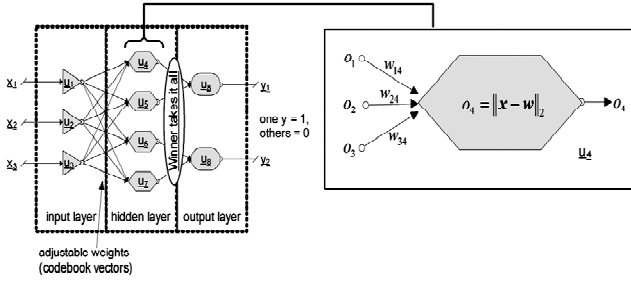 x1
x2
x3
u1
u2
u3
u4
u5
u6
u7
Winner takes it all
u8
u9
y1
y2
one y = 1,
others = 0
input layer
hidden layer
output layer
adjustable weights
(codebook vectors)
o1
o2
o3
w14
w24
w34
o4 = ||x − w||2
o4
u4